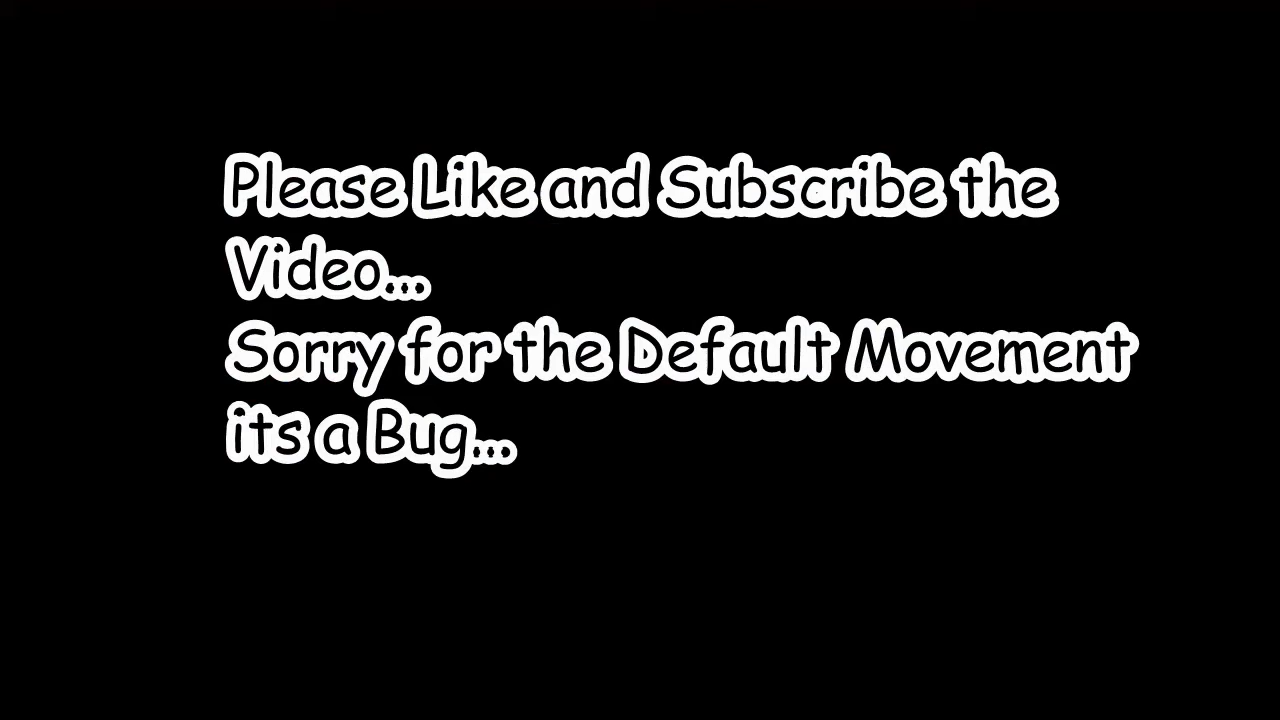 Please Like and Subscribe the
Video...
Sorry for the Default Movement
its a Bug...